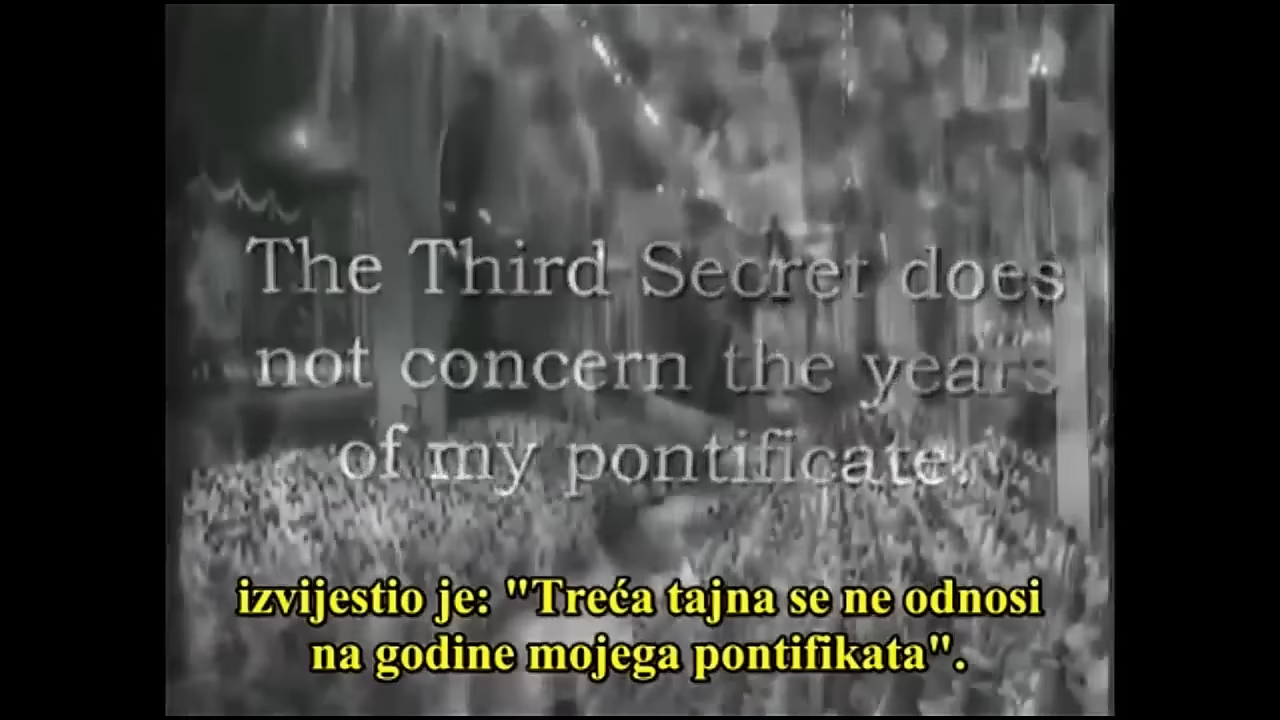 The Third Secret does
not concern the years
of my pontificate.
izvijestio je: "Treća tajna se ne odnosi
na godine mojega pontifikata".